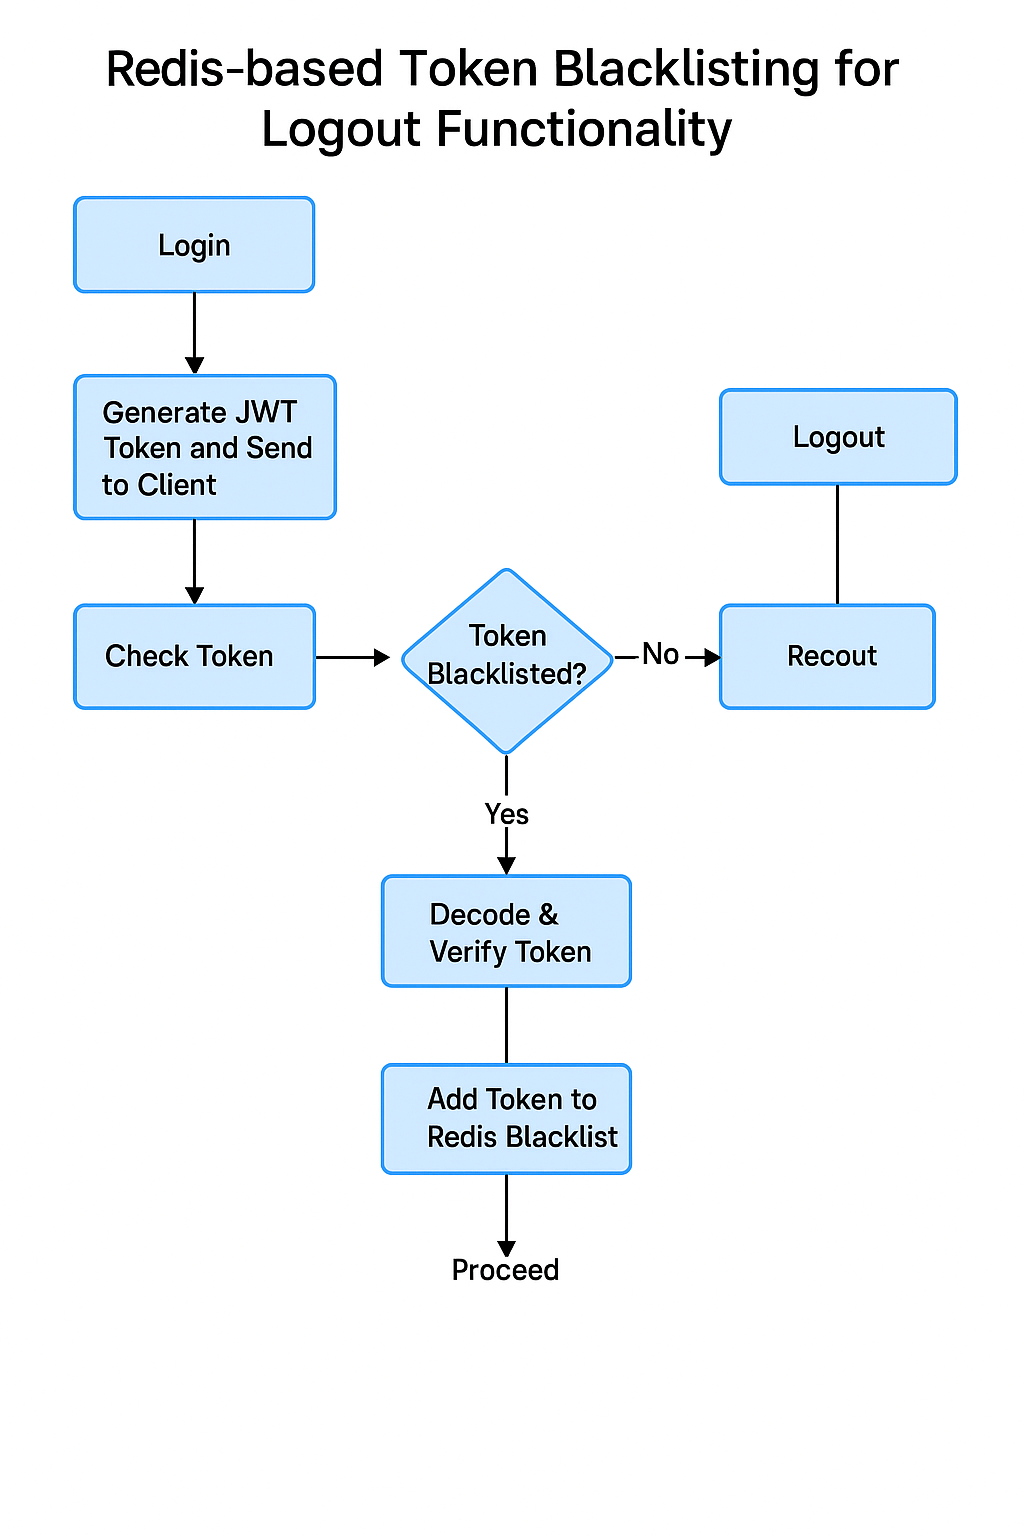 Redis-based Token Blacklisting for
Logout Functionality
Login
Generate JWT
Token and Send
to Client
Logout
Check Token
Token
Blacklisted?
No
Recout
Yes
Decode &
Verify Token
Add Token to
Redis Blacklist
Proceed